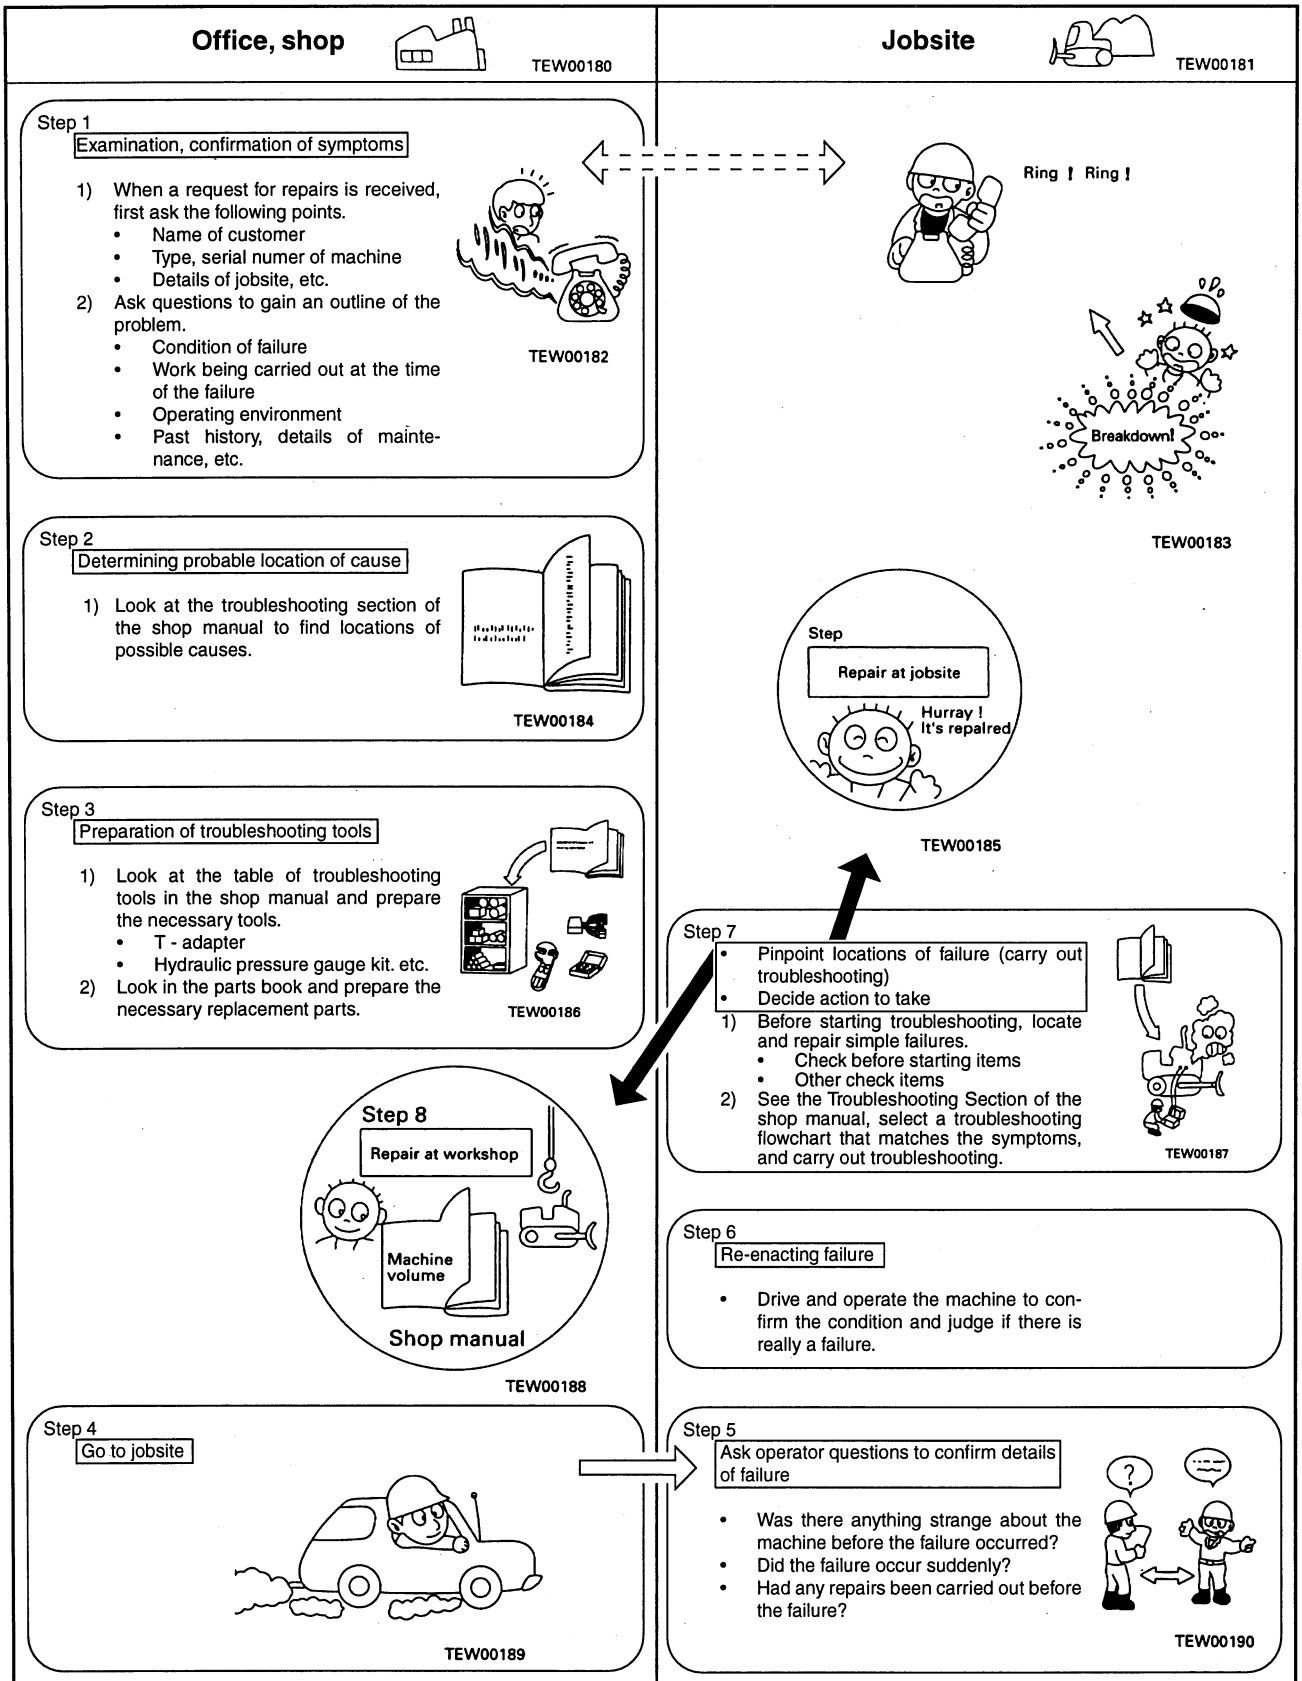 Office, shop
TEW00180
Jobsite
TEW00181
Step 1
Examination, confirmation of symptoms
1) When a request for repairs is received,
first ask the following points.
• Name of customer
• Type, serial numer of machine
• Details of jobsite, etc.
2) Ask questions to gain an outline of the
problem.
• Condition of failure
• Work being carried out at the time
of the failure
• Operating environment
• Past history, details of mainte-
nance, etc.
TEW00182
Ring ! Ring !
Breakdown!
TEW00183
Step 2
Determining probable location of cause
1) Look at the troubleshooting section of
the shop manual to find locations of
possible causes.
TEW00184
Step
Repair at jobsite
Hurray !
It's repaired
TEW00185
Step 3
Preparation of troubleshooting tools
1) Look at the table of troubleshooting
tools in the shop manual and prepare
the necessary tools.
• T - adapter
• Hydraulic pressure gauge kit. etc.
2) Look in the parts book and prepare the
necessary replacement parts.
TEW00186
Step 7
• Pinpoint locations of failure (carry out
troubleshooting)
• Decide action to take
1) Before starting troubleshooting, locate
and repair simple failures.
• Check before starting items
• Other check items
2) See the Troubleshooting Section of the
shop manual, select a troubleshooting
flowchart that matches the symptoms,
and carry out troubleshooting.
TEW00187
Step 8
Repair at workshop
Machine
volume
Shop manual
TEW00188
Step 6
Re-enacting failure
• Drive and operate the machine to con-
firm the condition and judge if there is
really a failure.
Step 4
Go to jobsite
TEW00189
Step 5
Ask operator questions to confirm details
of failure
?
• Was there anything strange about the
machine before the failure occurred?
• Did the failure occur suddenly?
• Had any repairs been carried out before
the failure?
TEW00190